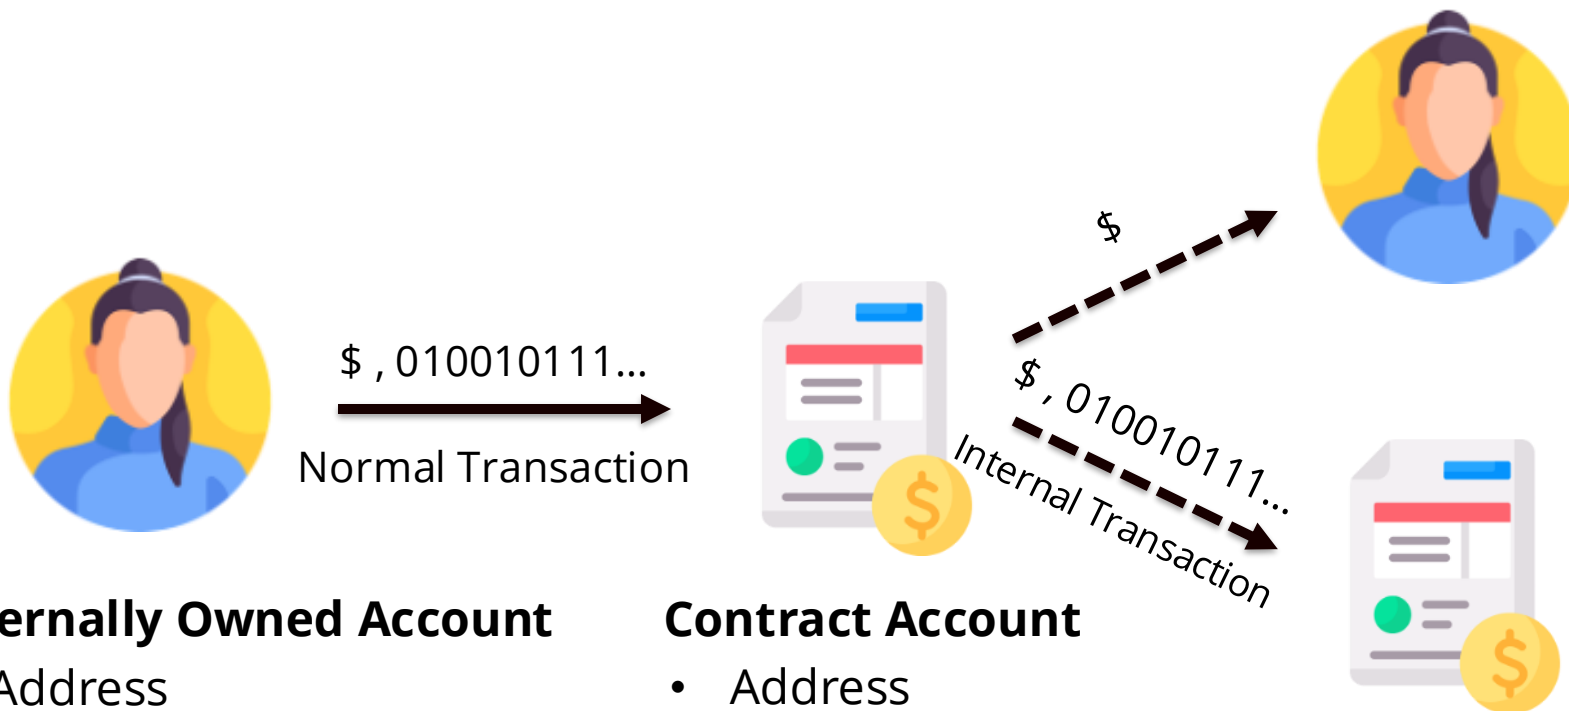 $
$ , 010010111...
$ , 010010111...
Normal Transaction
Internal Transaction
ernally Owned Account
Contract Account
Address
• Address